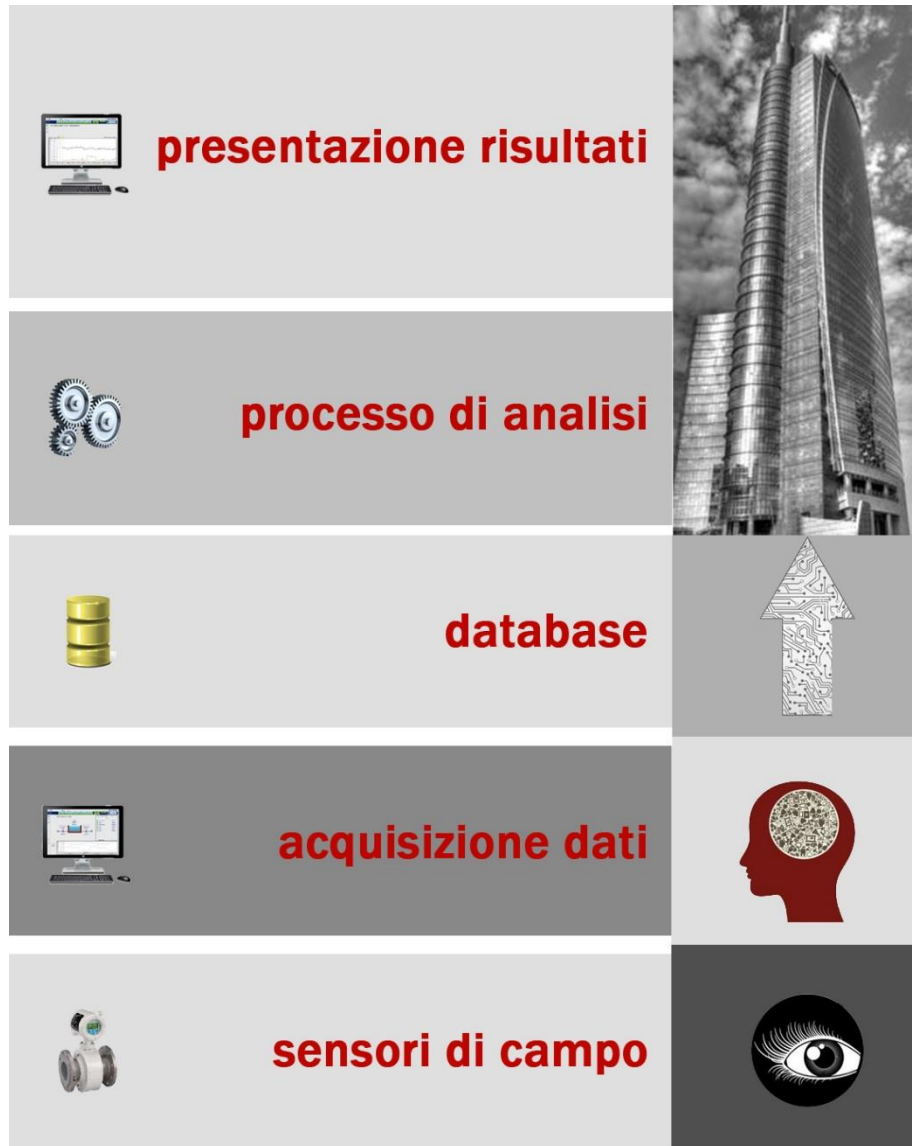 presentazione risultati
processo di analisi
database
acquisizione dati
sensori di campo